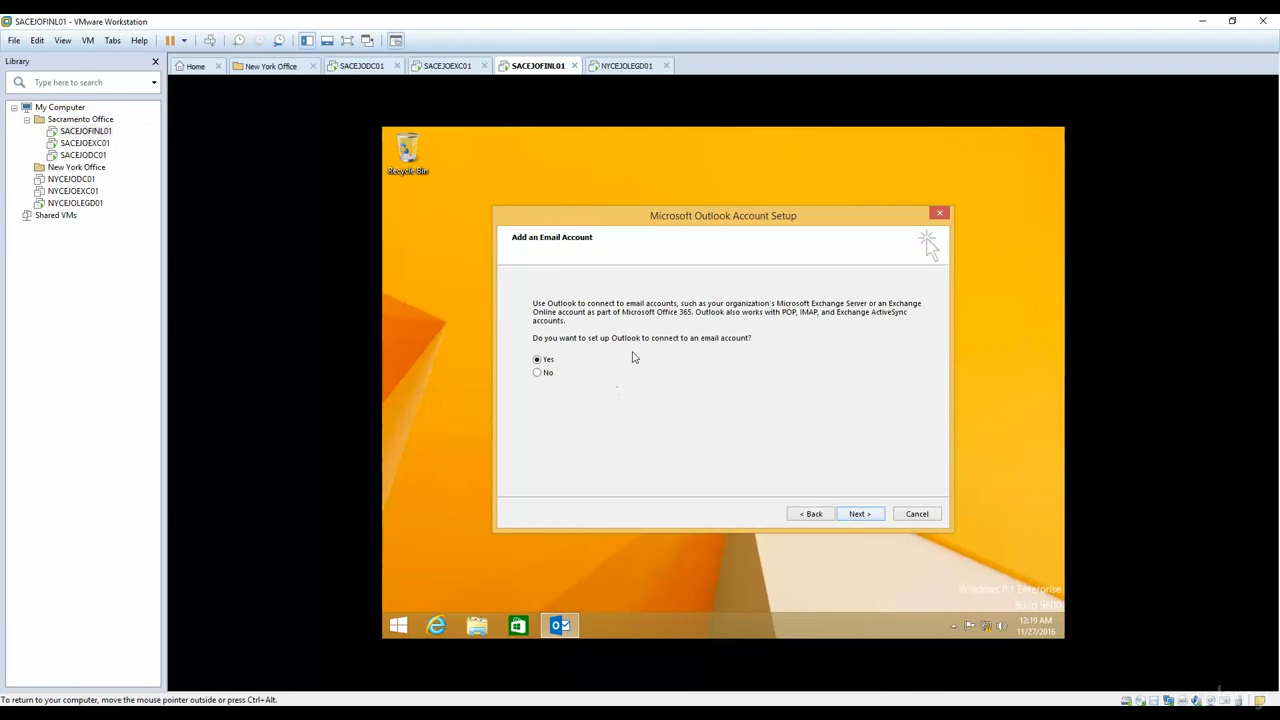 SACEJOFINL01 - VMware Workstation
File Edit View VM Tabs Help
Library
Type here to search
My Computer
Sacramento Office
SACEJOFINL01
SACEJOEXC01
SACEJODC01
New York Office
NYCEJODC01
NYCEJOEXC01
NYCEJOLEGD01
Shared VMs
Home New York Office SACEJODC01 SACEJOEXC01 SACEJOFINL01 NYCEJOLEGD01
Recycle Bin
Microsoft Outlook Account Setup
Add an Email Account
Use Outlook to connect to email accounts, such as your organization's Microsoft Exchange Server or an Exchange
Online account as part of Microsoft Office 365. Outlook also works with POP, IMAP, and Exchange ActiveSync
accounts.
Do you want to set up Outlook to connect to an email account?
Yes
No
< Back Next > Cancel
Windows 8.1 Enterprise
Build 9600
12:19 AM
11/27/2016
To return to your computer, move the mouse pointer outside or press Ctrl+Alt.